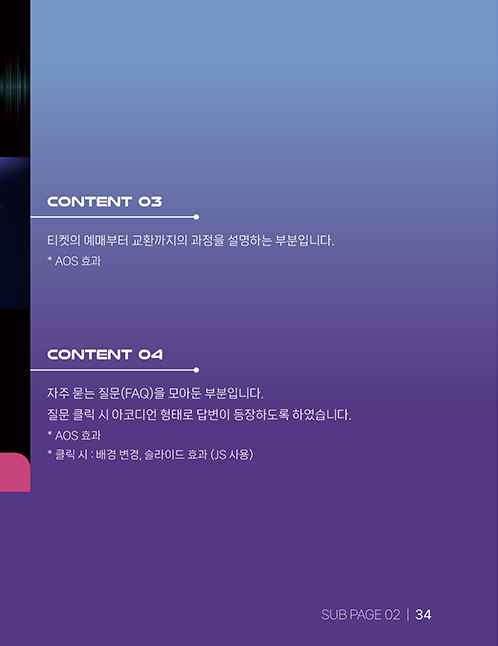 CONTENT 03
티켓의 예매부터 교환까지의 과정을 설명하는 부분입니다.
* AOS 효과
CONTENT 04
자주 묻는 질문(FAQ)을 모아둔 부분입니다.
질문 클릭 시 아코디언 형태로 답변이 등장하도록 하였습니다.
* AOS 효과
* 클릭 시 : 배경 변경, 슬라이드 효과 (JS 사용)
SUB PAGE 02 | 34